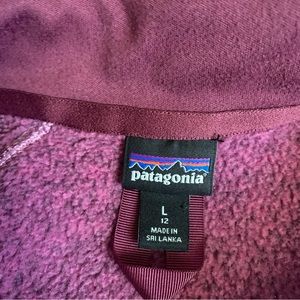 patagonia
L
12
MADE IN
SRI LANKA